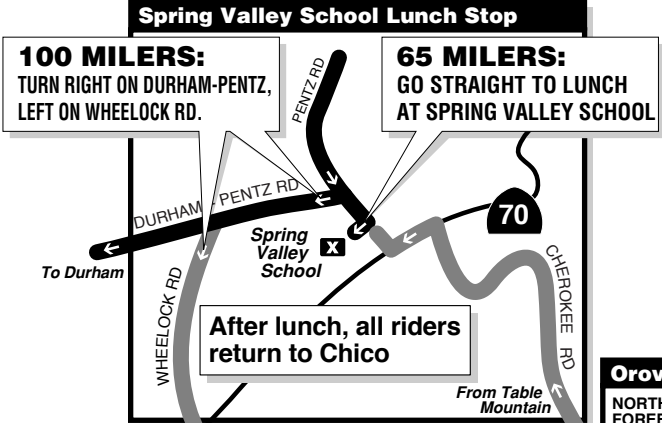 Spring Valley School Lunch Stop
100 MILERS:
TURN RIGHT ON DURHAM-PENTZ,
LEFT ON WHEELOCK RD.
65 MILERS:
GO STRAIGHT TO LUNCH
AT SPRING VALLEY SCHOOL
PENTZ RD
DURHAM - PENTZ RD
70
Spring
Valley
School
X
To Durham
WHEELOCK RD
CHEROKEE RD
After lunch, all riders
return to Chico
From Table
Mountain
Orov
NORTH